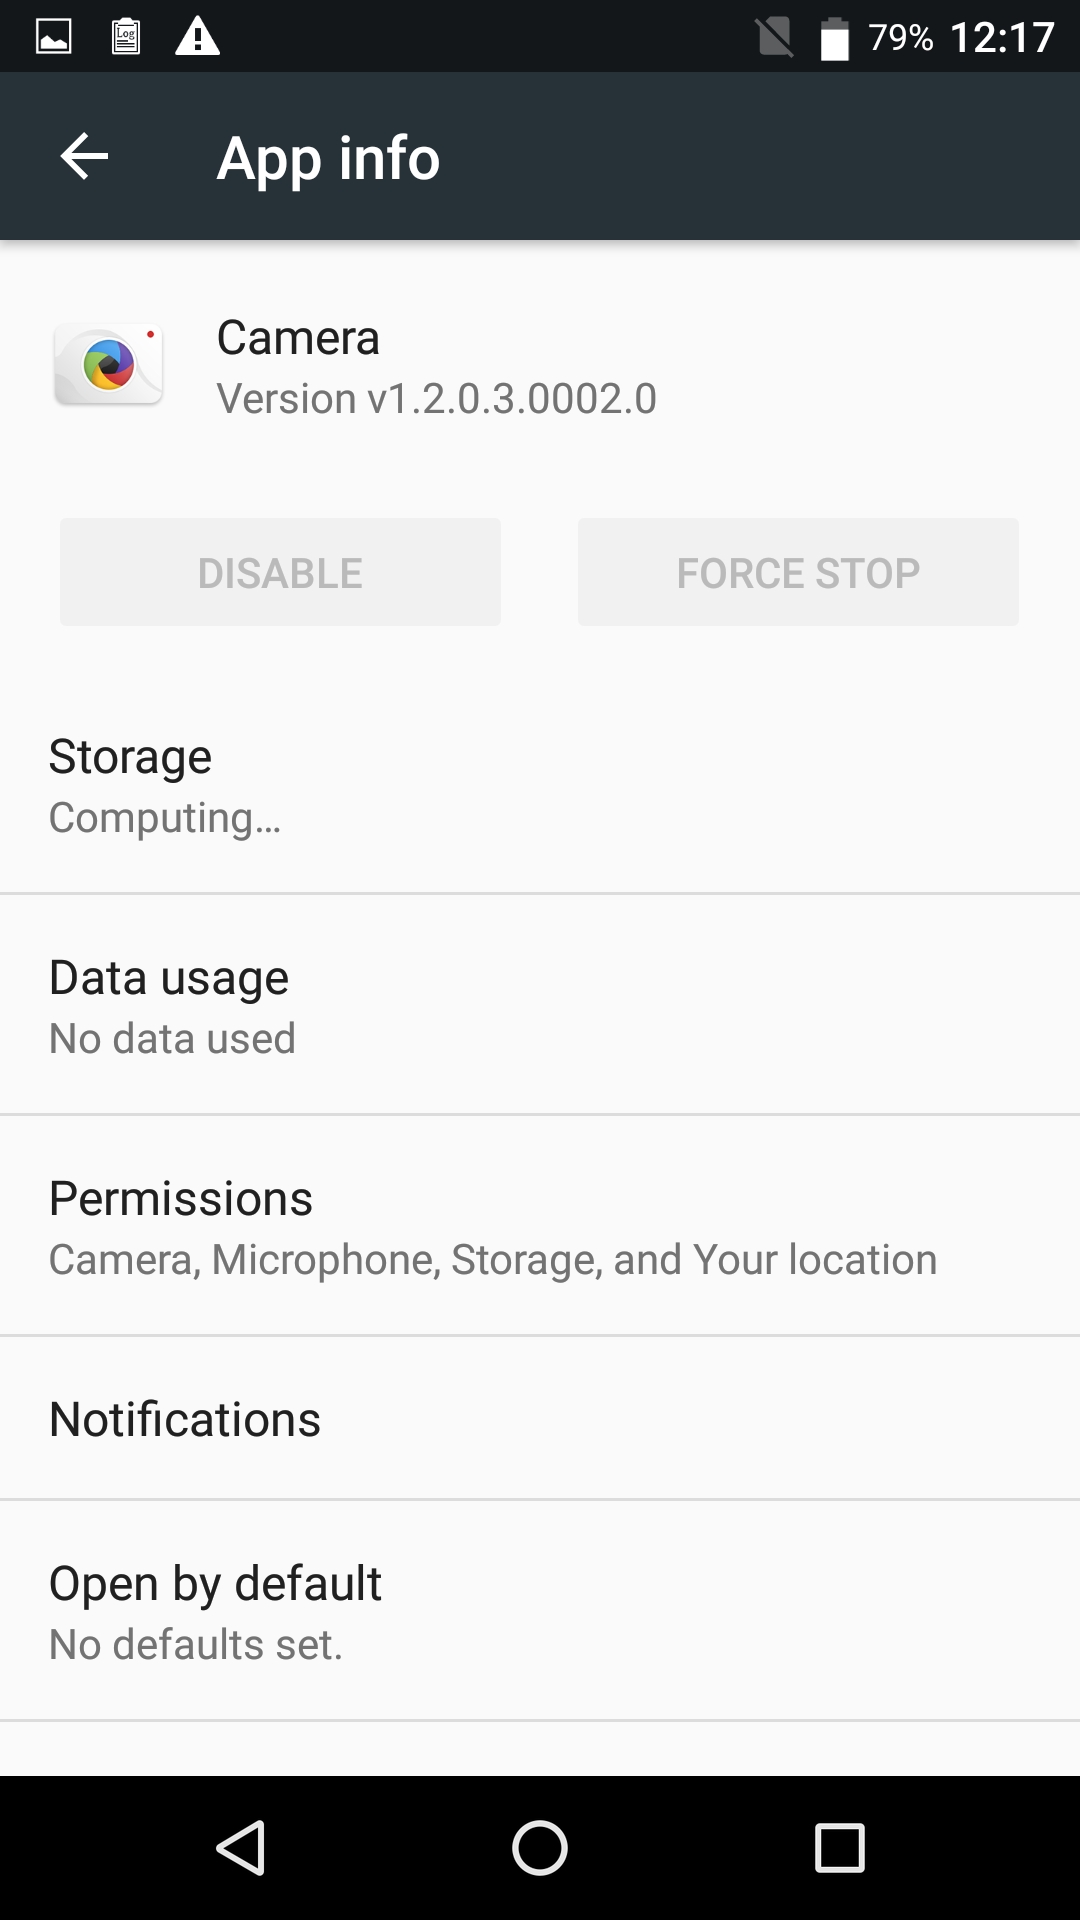 Log
79% 12:17
App info
Camera
Version v1.2.0.3.0002.0
DISABLE
FORCE STOP
Storage
Computing…
Data usage
No data used
Permissions
Camera, Microphone, Storage, and Your location
Notifications
Open by default
No defaults set.